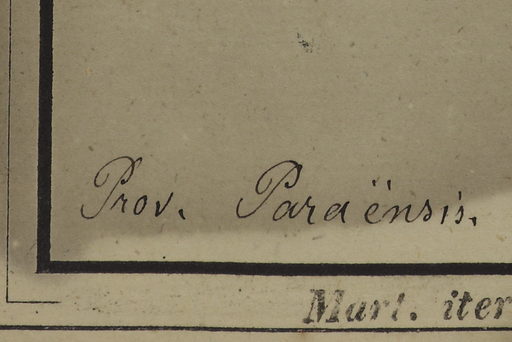 Prov. Paraënsis.
Mart. iter